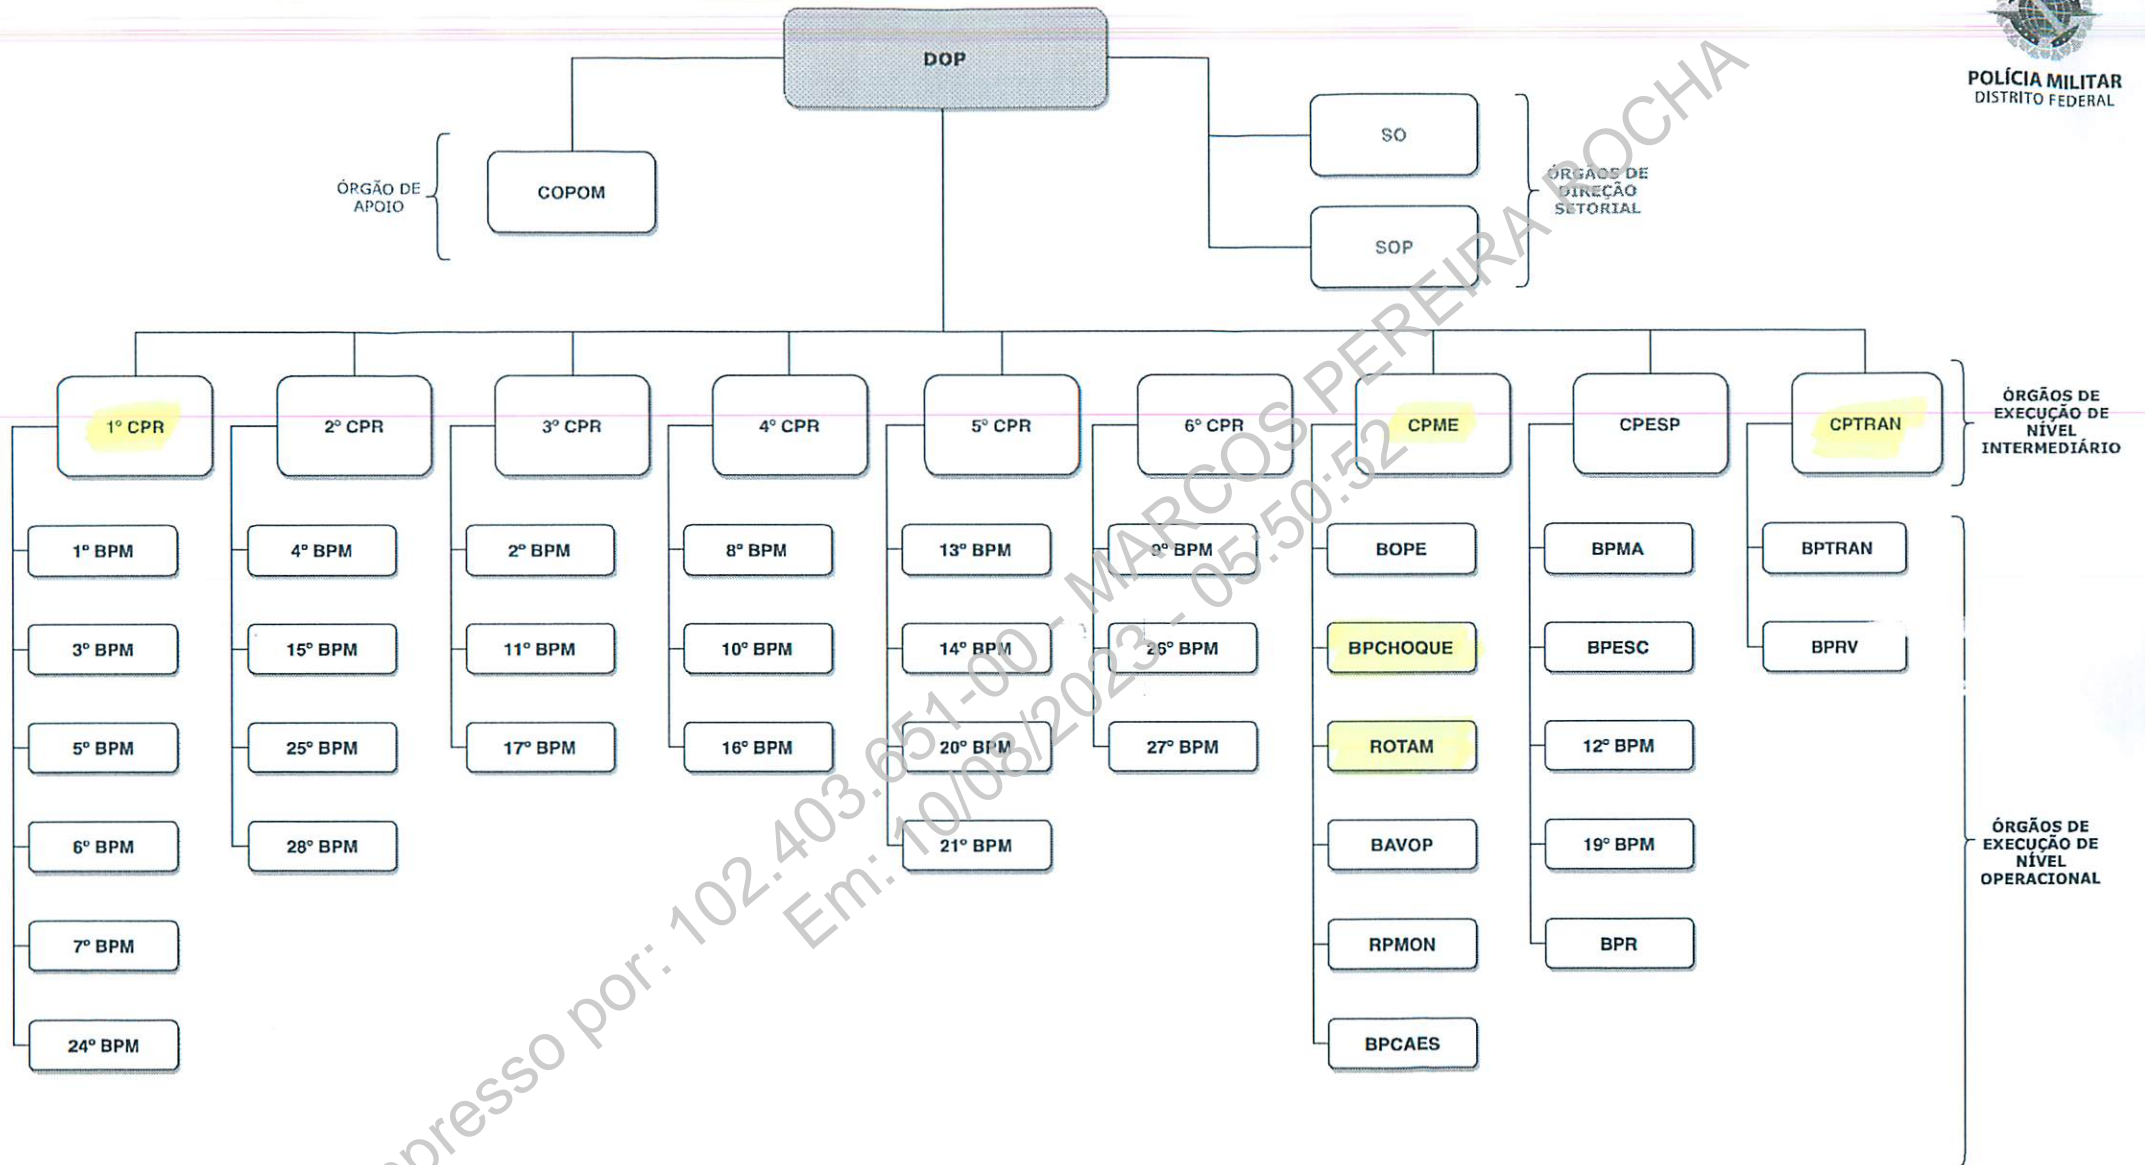 DOP
POLÍCIA MILITAR
DISTRITO FEDERAL
ÓRGÃO DE
APOIO
COPOM
SO
SOP
ÓRGÃOS DE
DIREÇÃO
SETORIAL
1º CPR
2º CPR
3º CPR
4º CPR
5º CPR
6º CPR
CPME
CPESP
CPTRAN
ÓRGÃOS DE
EXECUÇÃO DE
NÍVEL
INTERMEDIÁRIO
1º BPM
4º BPM
2º BPM
8º BPM
13º BPM
9º BPM
BOPE
BPMA
BPTRAN
3º BPM
15º BPM
11º BPM
10º BPM
14º BPM
26º BPM
BPCHOQUE
BPESC
BPRV
5º BPM
25º BPM
17º BPM
16º BPM
20º BPM
27º BPM
ROTAM
12º BPM
6º BPM
28º BPM
21º BPM
BAVOP
19º BPM
ÓRGÃOS DE
EXECUÇÃO DE
NÍVEL
OPERACIONAL
7º BPM
RPMON
BPR
24º BPM
BPCAES
presso por: 102.403.651-00 - MARCOS PEREIRA ROCHA
Em: 10/08/2023 - 05:50:52